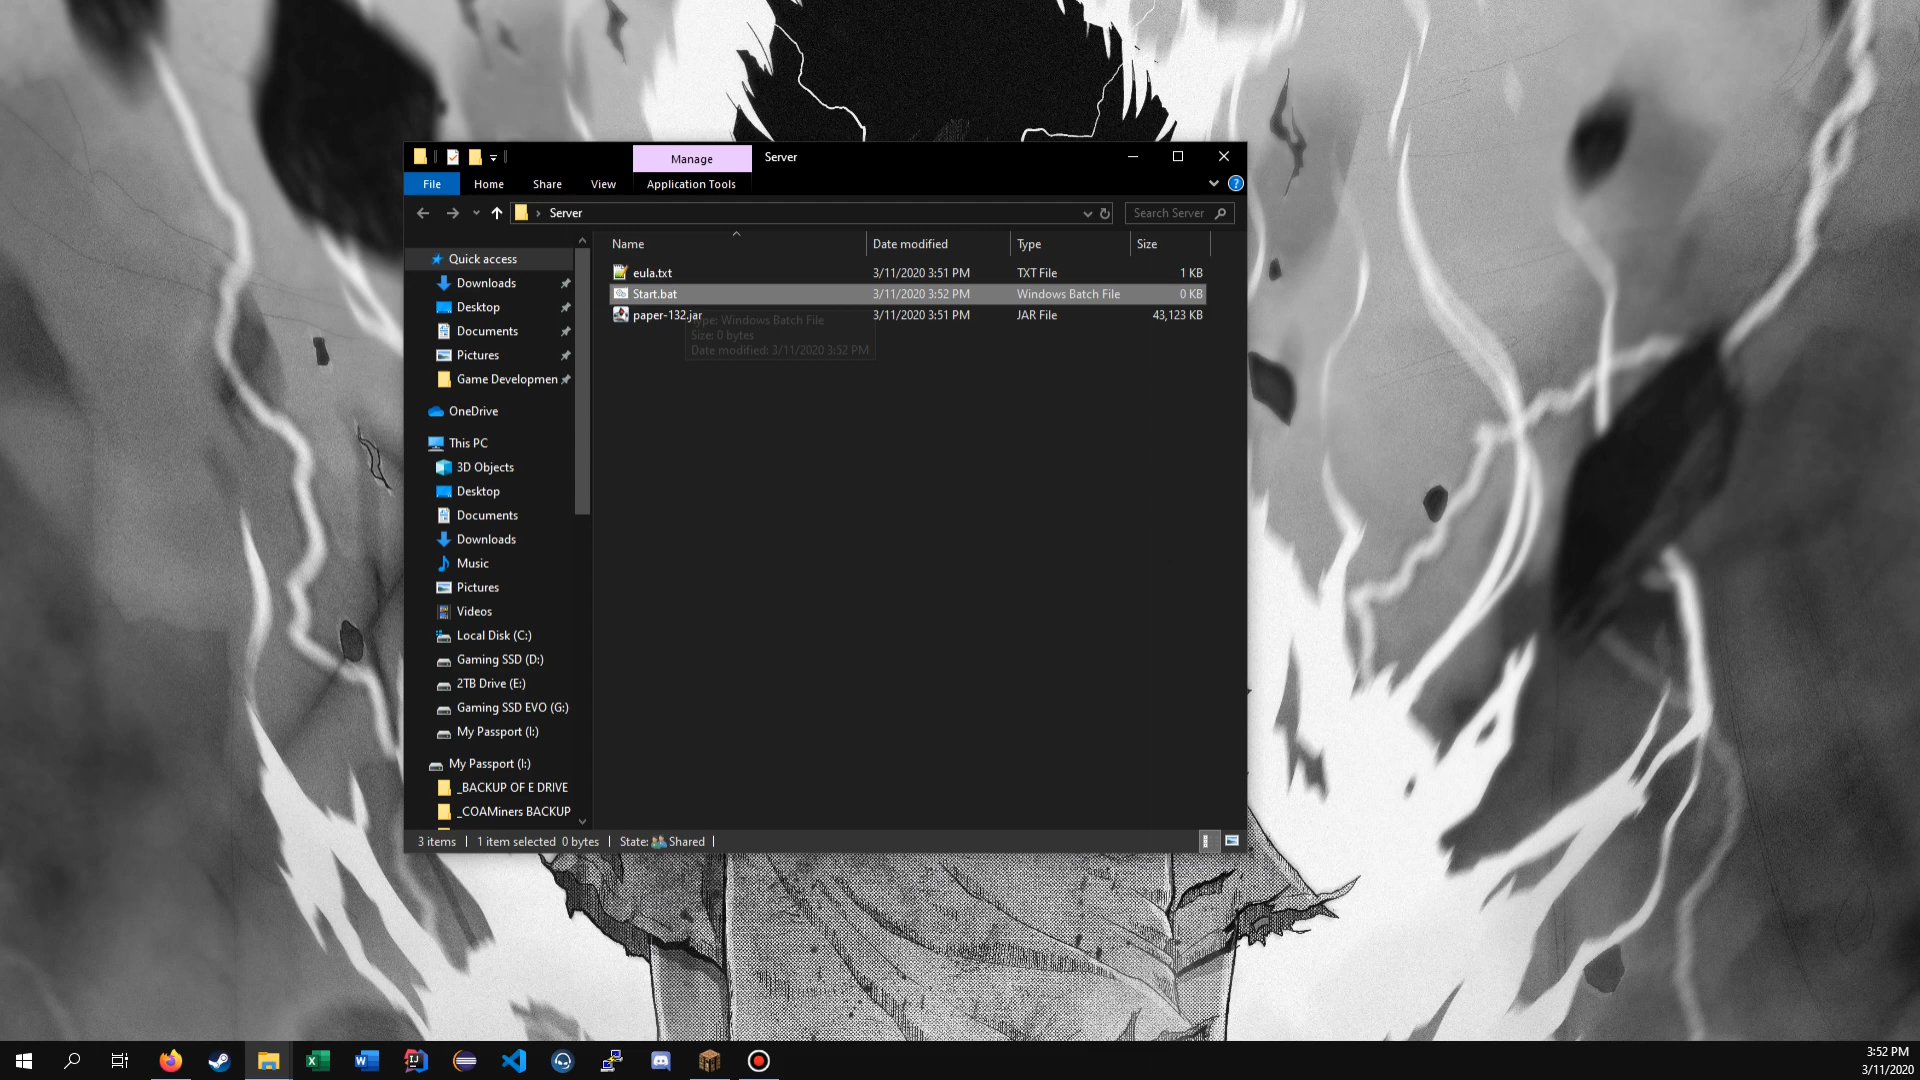 Manage
Server
File
Home
Share
View
Application Tools
Server
Search Server
Name
Date modified
Type
Size
eula.txt
3/11/2020 3:51 PM
TXT File
1 KB
Start.bat
3/11/2020 3:52 PM
Windows Batch File
0 KB
paper-132.jar
3/11/2020 3:51 PM
JAR File
43,123 KB
Type: Windows Batch File
Size: 0 bytes
Date modified: 3/11/2020 3:52 PM
Quick access
Downloads
Desktop
Documents
Pictures
Game Developmen
OneDrive
This PC
3D Objects
Desktop
Documents
Downloads
Music
Pictures
Videos
Local Disk (C:)
Gaming SSD (D:)
2TB Drive (E:)
Gaming SSD EVO (G:)
My Passport (I:)
My Passport (I:)
_BACKUP OF E DRIVE
_COAMiners BACKUP
3 items
1 item selected 0 bytes
State: Shared
3:52 PM
3/11/2020